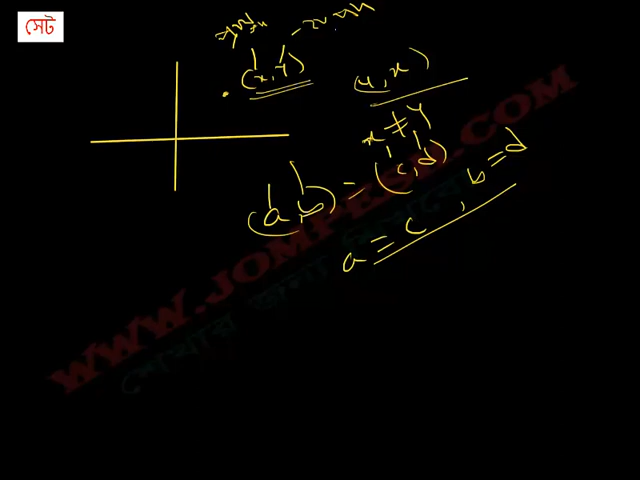 সেট
(x, y) (y, x)
x ≠ y
(a, b) = (c, d)
a = c , b = d
WWW.JOMPESH.COM